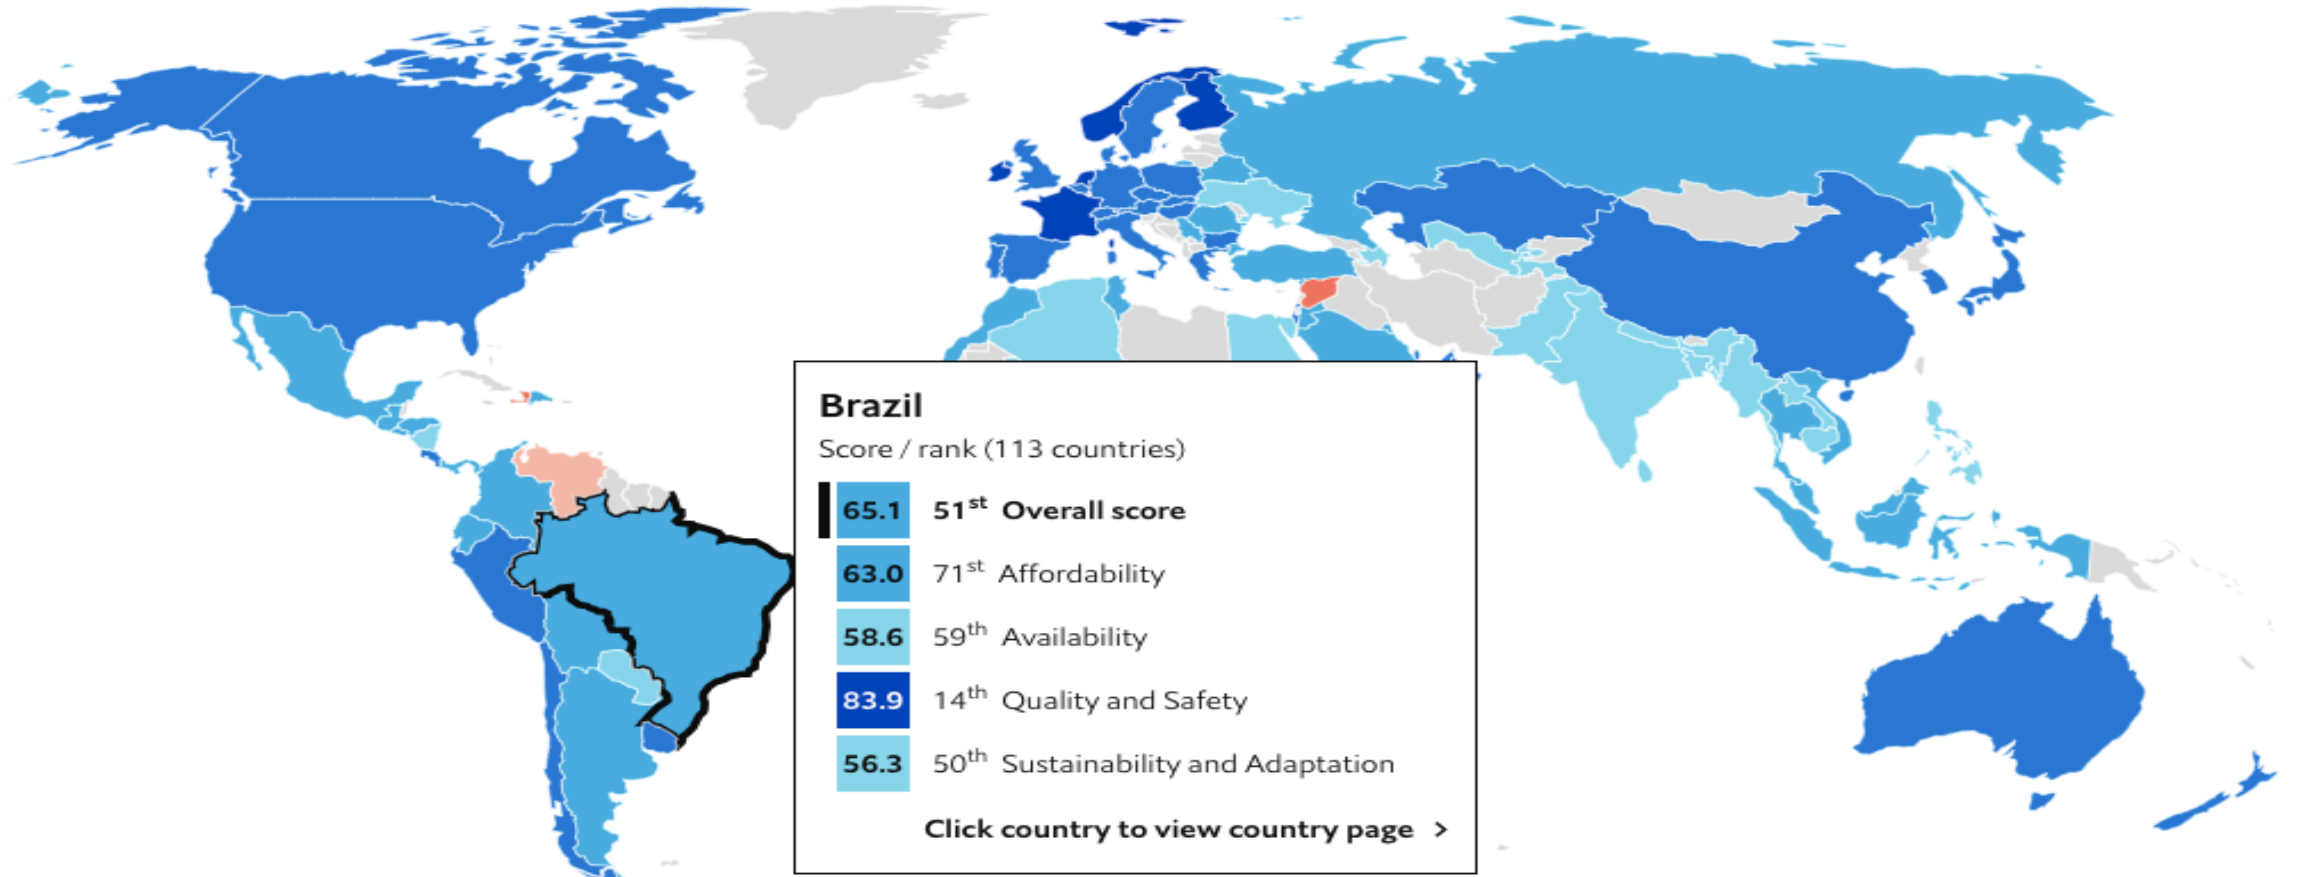 Brazil
Score / rank (113 countries)
65.1 51st Overall score
63.0 71st Affordability
58.6 59th Availability
83.9 14th Quality and Safety
56.3 50th Sustainability and Adaptation
Click country to view country page >